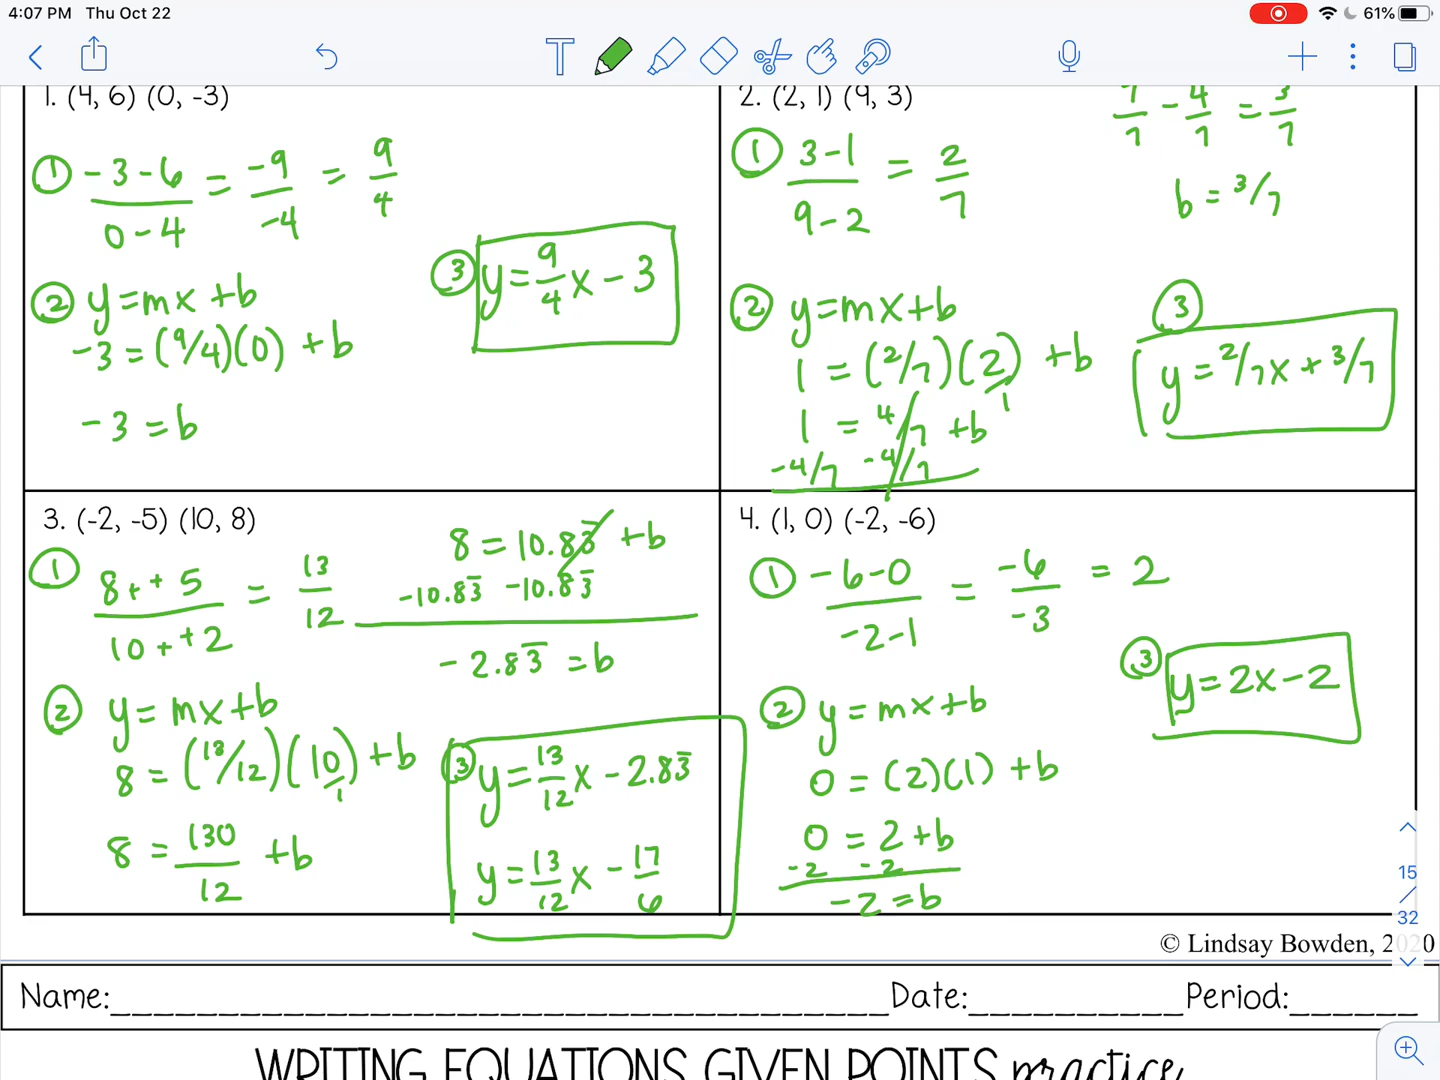 4:07 PM Thu Oct 22
61%
1. (4, 6) (0, -3)
① -3-6/0-4 = -9/-4 = 9/4
② y=mx+b
-3=(9/4)(0)+b
-3=b
③ y=9/4x-3
2. (2, 1) (9, 3)
① 3-1/9-2 = 2/7
7/7 - 4/7 = 3/7
b=3/7
② y=mx+b
1=(2/7)(2/1)+b
1=4/7+b
-4/7 -4/7
③ y=2/7x+3/7
3. (-2, -5) (10, 8)
① 8++5/10++2 = 13/12
② y=mx+b
8=(13/12)(10/1)+b
8=130/12+b
8=10.83̅+b
-10.83̅ -10.83̅
-2.83̅=b
③ y=13/12x-2.83̅
y=13/12x-17/6
4. (1, 0) (-2, -6)
① -6-0/-2-1 = -6/-3 = 2
② y=mx+b
0=(2)(1)+b
0=2+b
-2 -2
-2=b
③ y=2x-2
15/32
© Lindsay Bowden, 2020
Name:____ Date:____ Period:____
WRITING EQUATIONS GIVEN POINTS practice